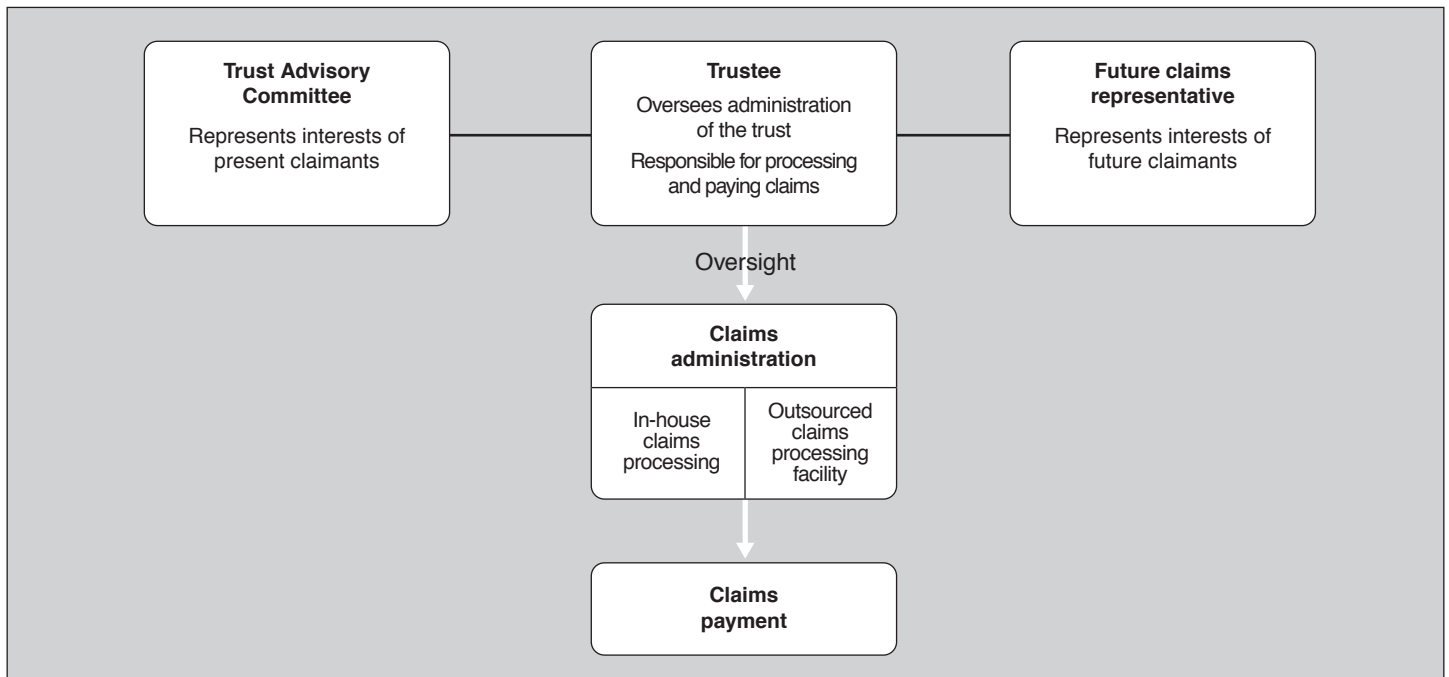 Trust Advisory
Committee
Represents interests of
present claimants
Trustee
Oversees administration
of the trust
Responsible for processing
and paying claims
Future claims
representative
Represents interests of
future claimants
Oversight
Claims
administration
In-house
claims
processing
Outsourced
claims
processing
facility
Claims
payment